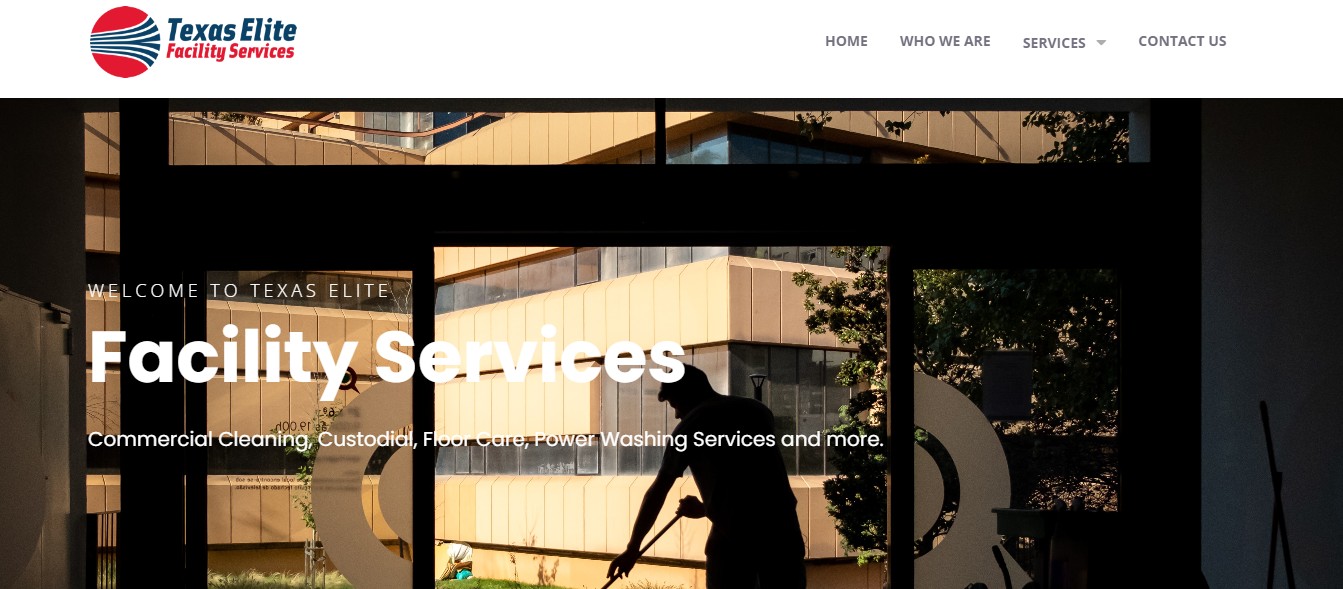 Texas Elite
Facility Services
HOME
WHO WE ARE
SERVICES
CONTACT US
WELCOME TO TEXAS ELITE
Facility Services
Commercial Cleaning, Custodial, Floor Care, Power Washing Services and more.